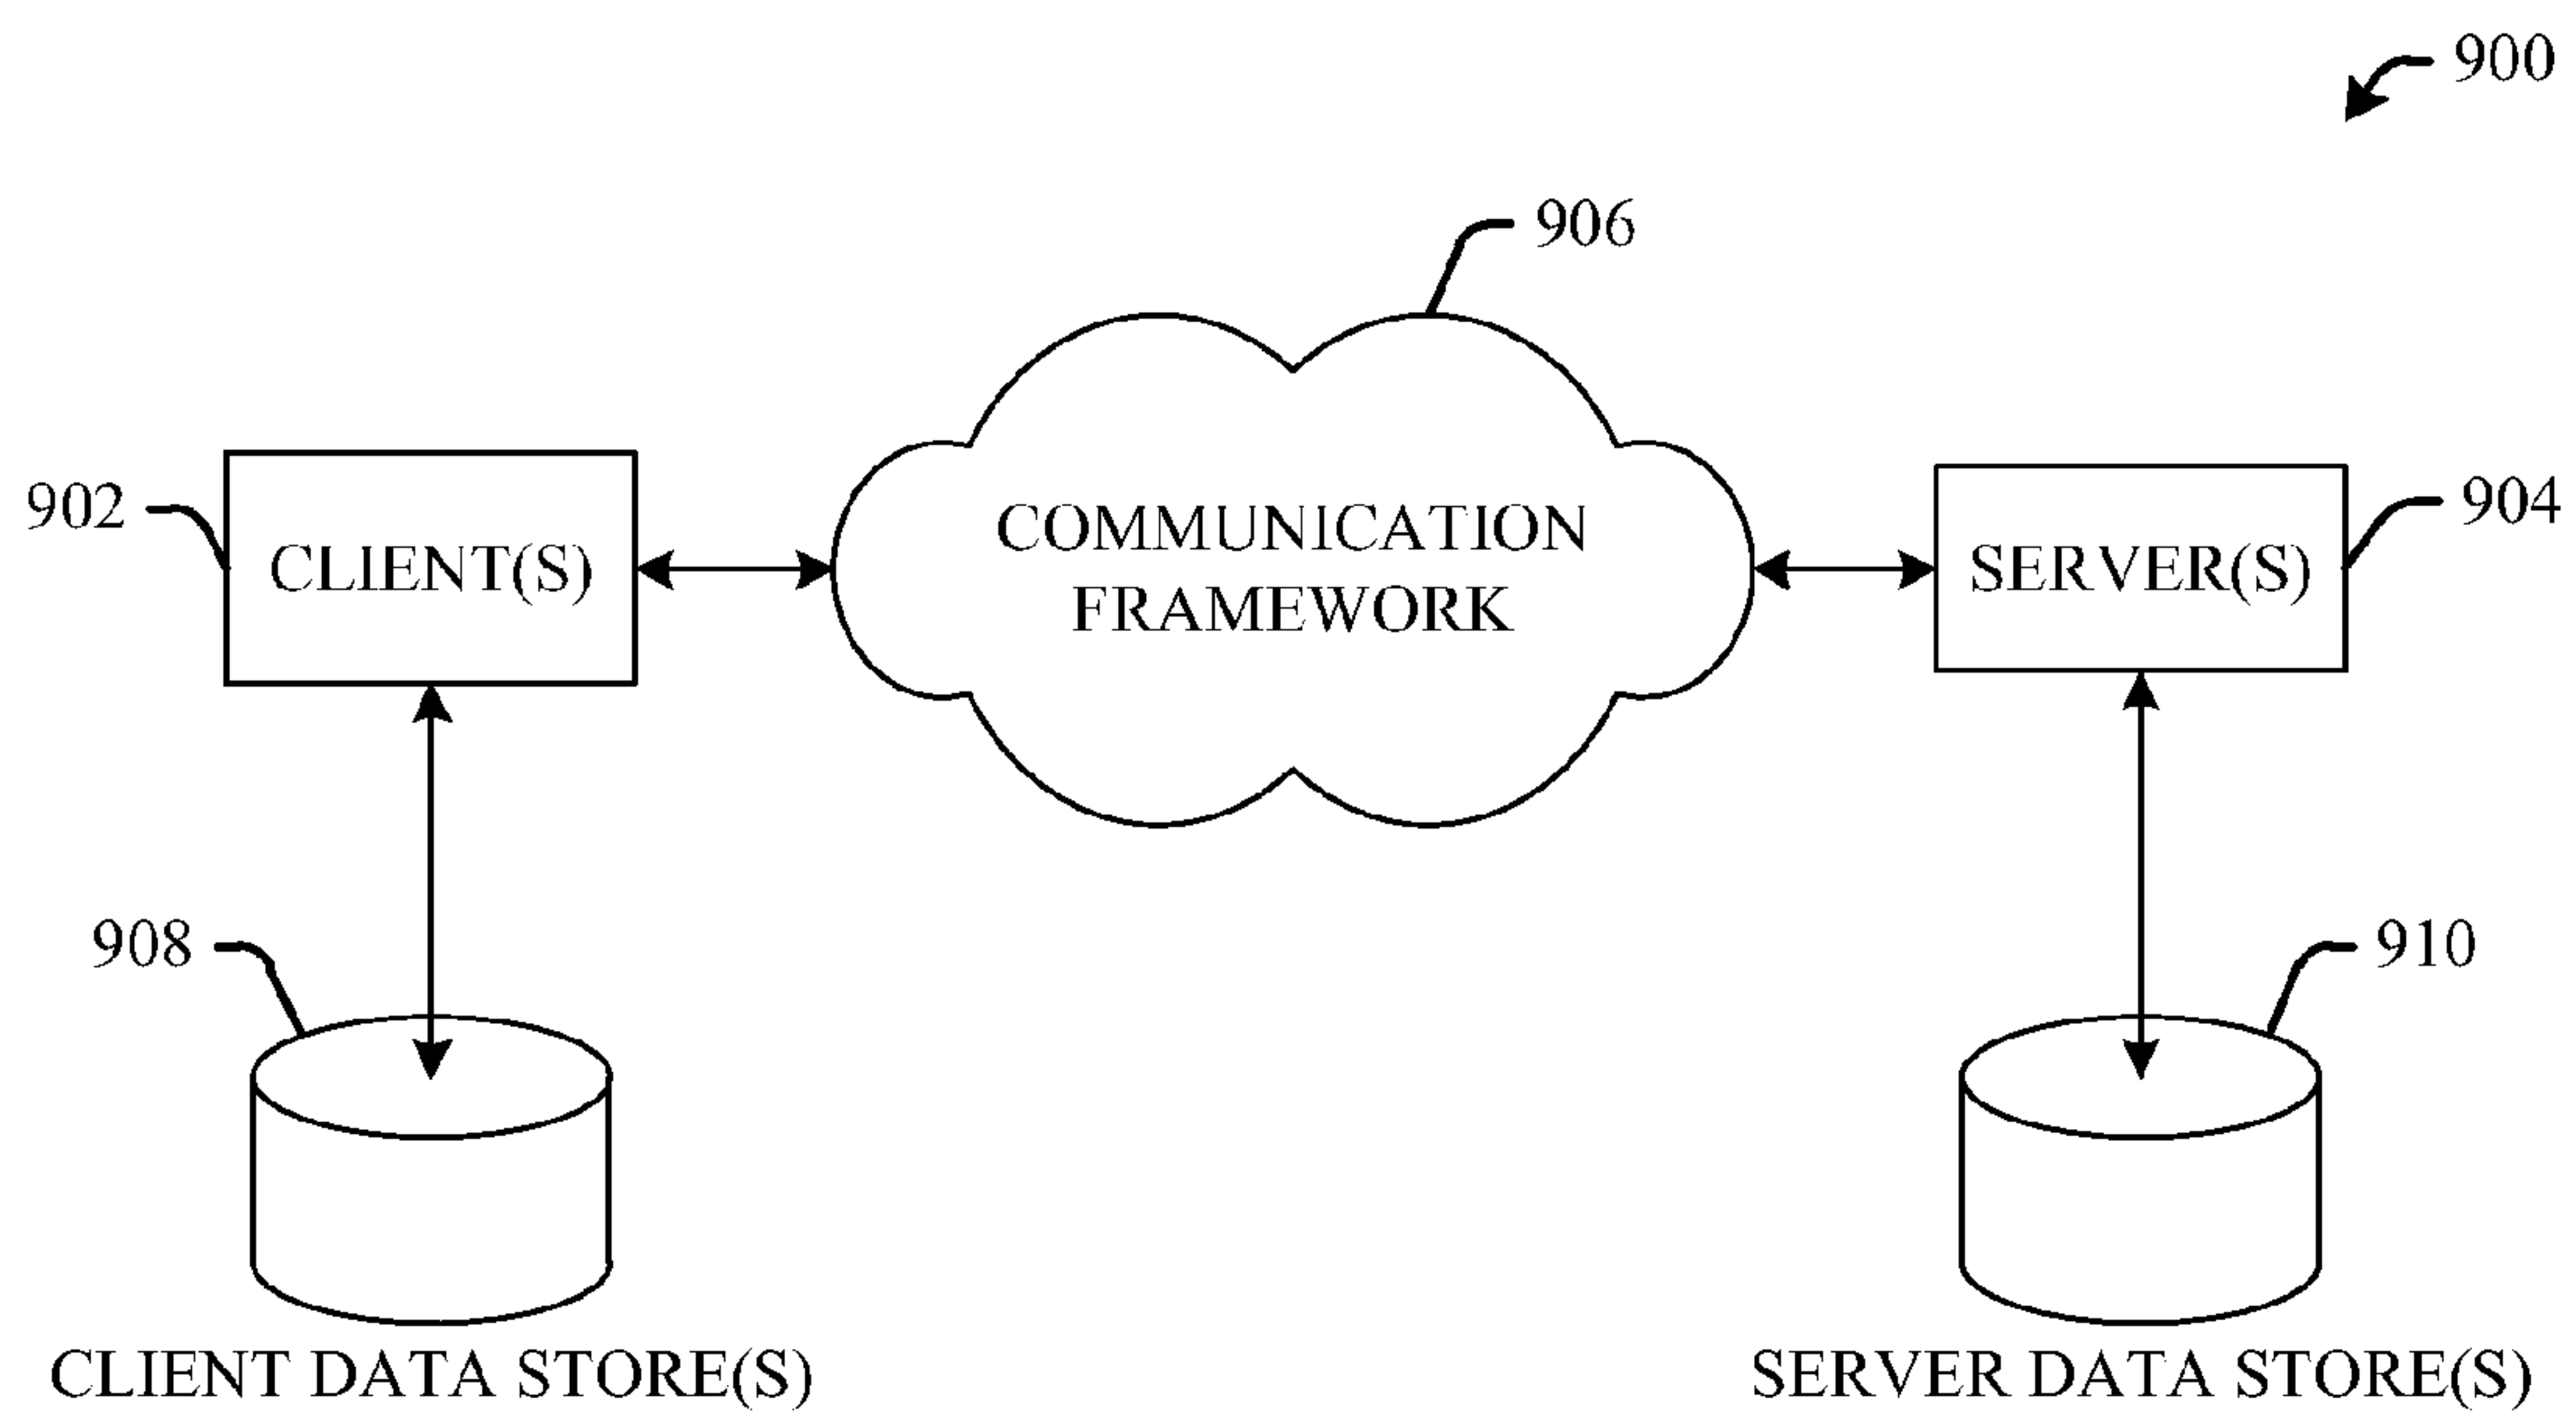 900
906
902
CLIENT(S)
COMMUNICATION
FRAMEWORK
SERVER(S)
904
908
910
CLIENT DATA STORE(S)
SERVER DATA STORE(S)